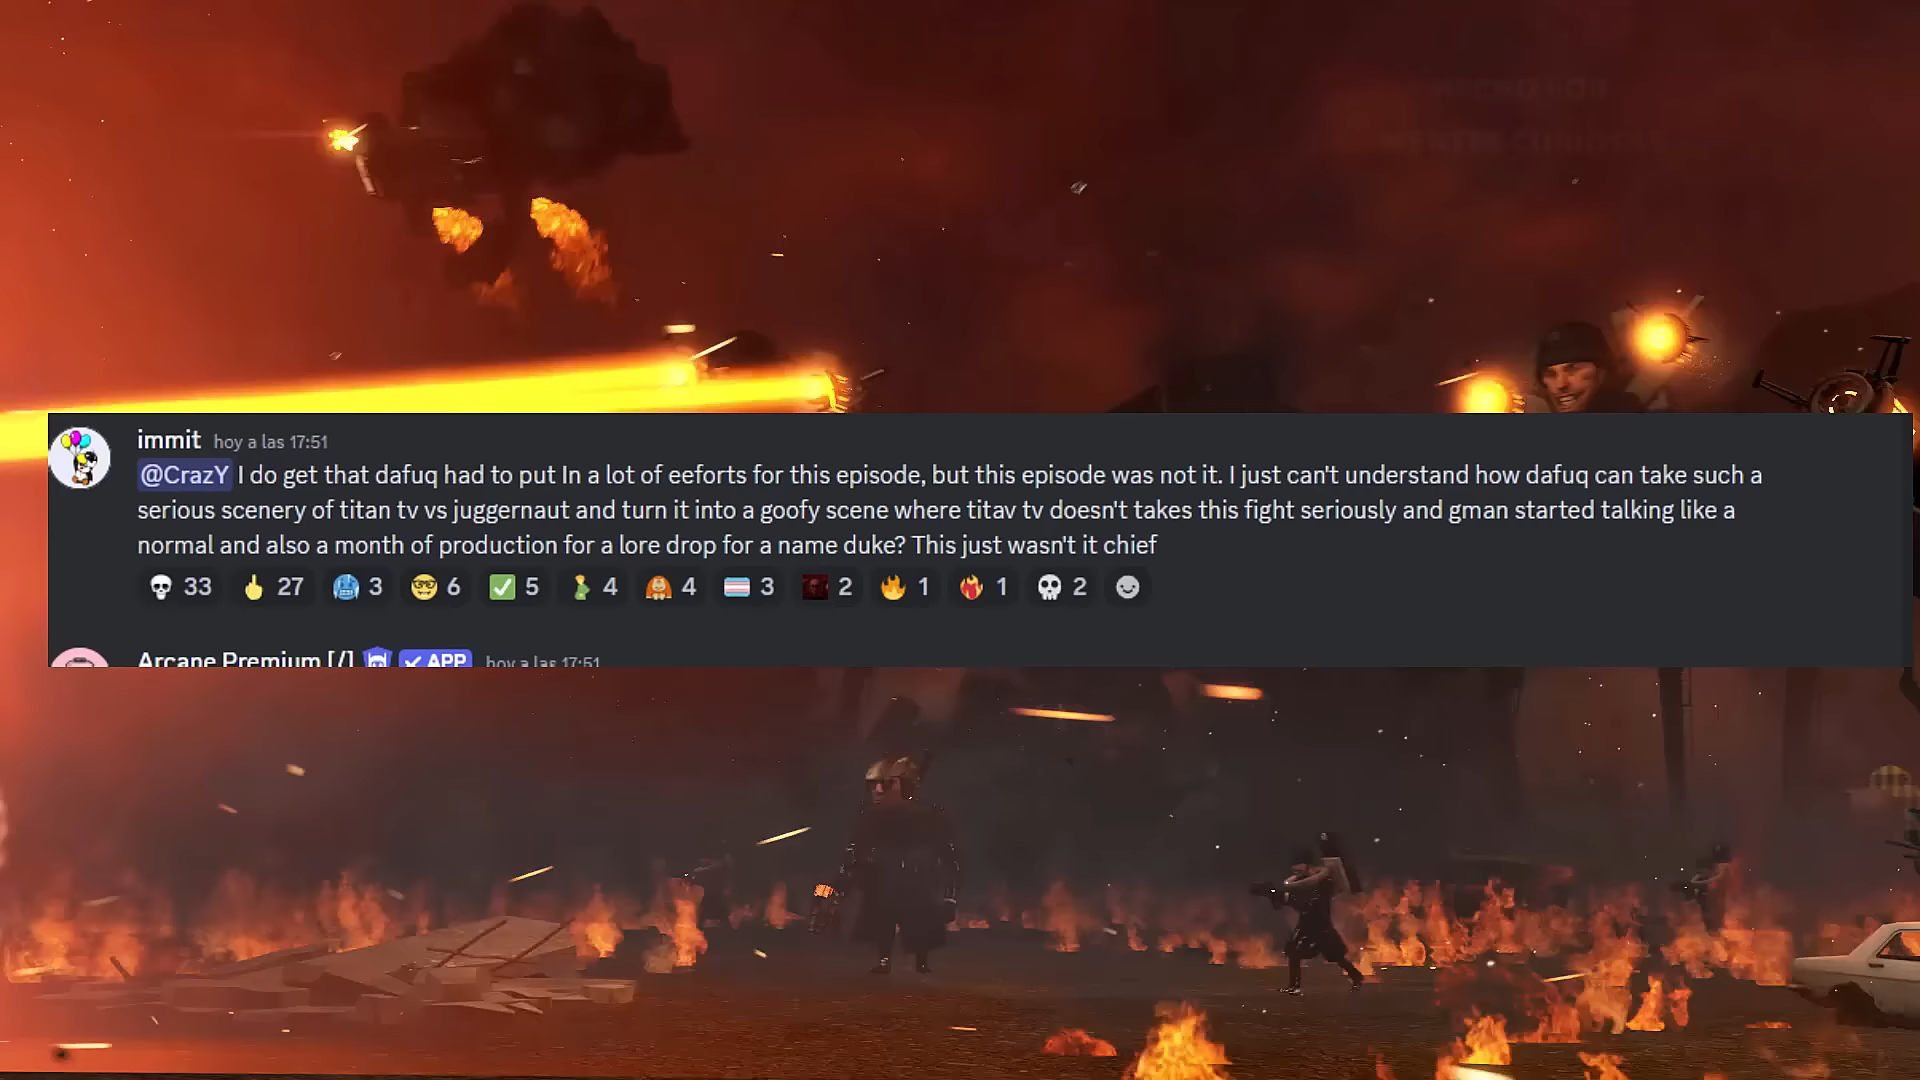 HECHO POR
MENTES CURIOSAS
immit hoy a las 17:51
@CrazY I do get that dafuq had to put In a lot of eeforts for this episode, but this episode was not it. I just can't understand how dafuq can take such a
serious scenery of titan tv vs juggernaut and turn it into a goofy scene where titav tv doesn't takes this fight seriously and gman started talking like a
normal and also a month of production for a lore drop for a name duke? This just wasn't it chief
33 27 3 6 5 4 4 3 2 1 1 2
Arcane Premium [/] APP hoy a las 17:51